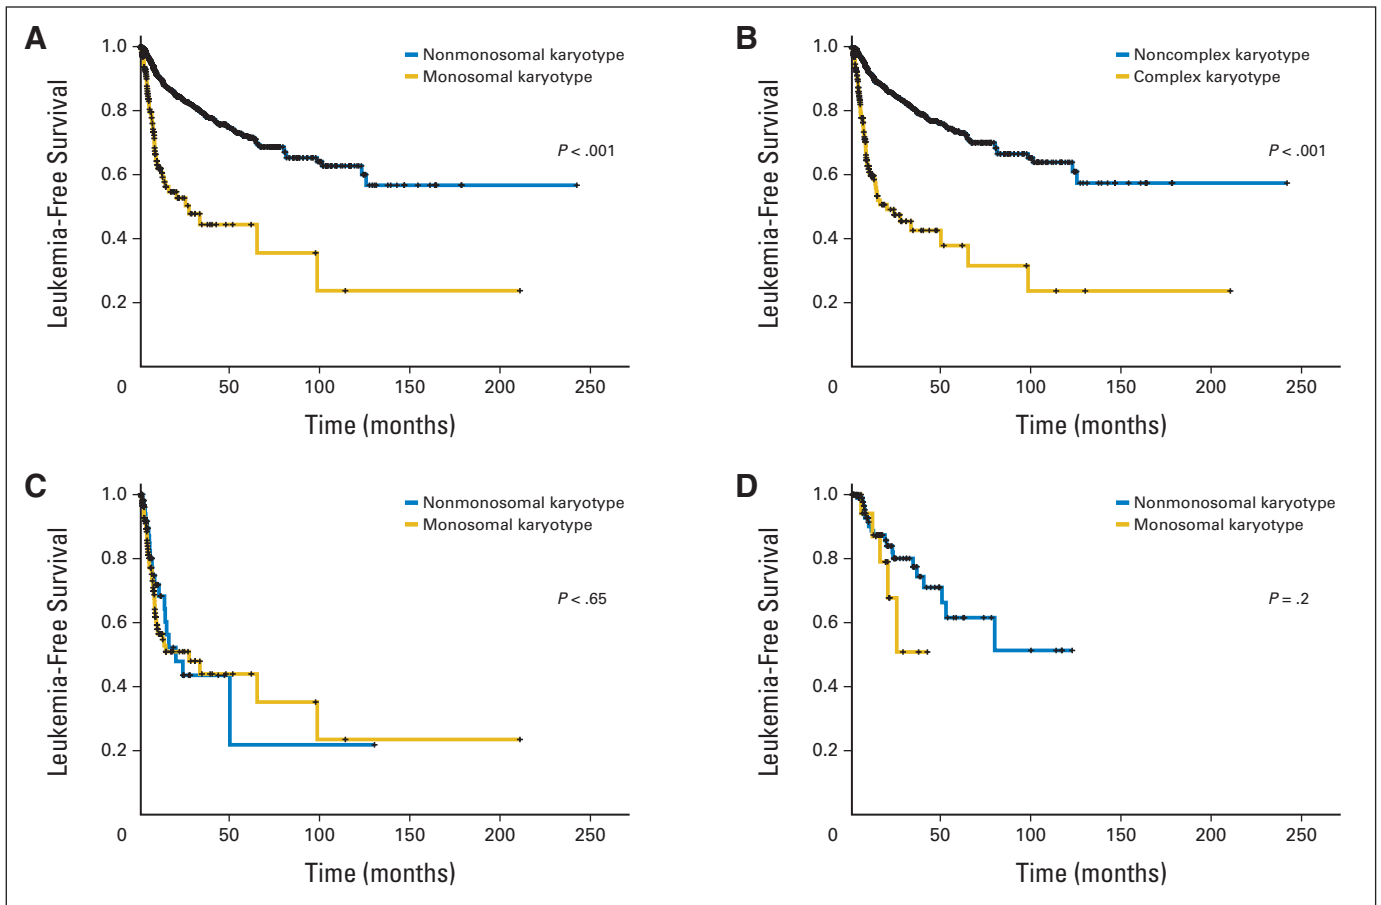 A
Leukemia-Free Survival
1.0
0.8
0.6
0.4
0.2
0
50
100
150
200
250
Time (months)
Nonmonosomal karyotype
Monosomal karyotype
P < .001
B
Leukemia-Free Survival
1.0
0.8
0.6
0.4
0.2
0
50
100
150
200
250
Time (months)
Noncomplex karyotype
Complex karyotype
P < .001
C
Leukemia-Free Survival
1.0
0.8
0.6
0.4
0.2
0
50
100
150
200
250
Time (months)
Nonmonosomal karyotype
Monosomal karyotype
P < .65
D
Leukemia-Free Survival
1.0
0.8
0.6
0.4
0.2
0
50
100
150
200
250
Time (months)
Nonmonosomal karyotype
Monosomal karyotype
P = .2